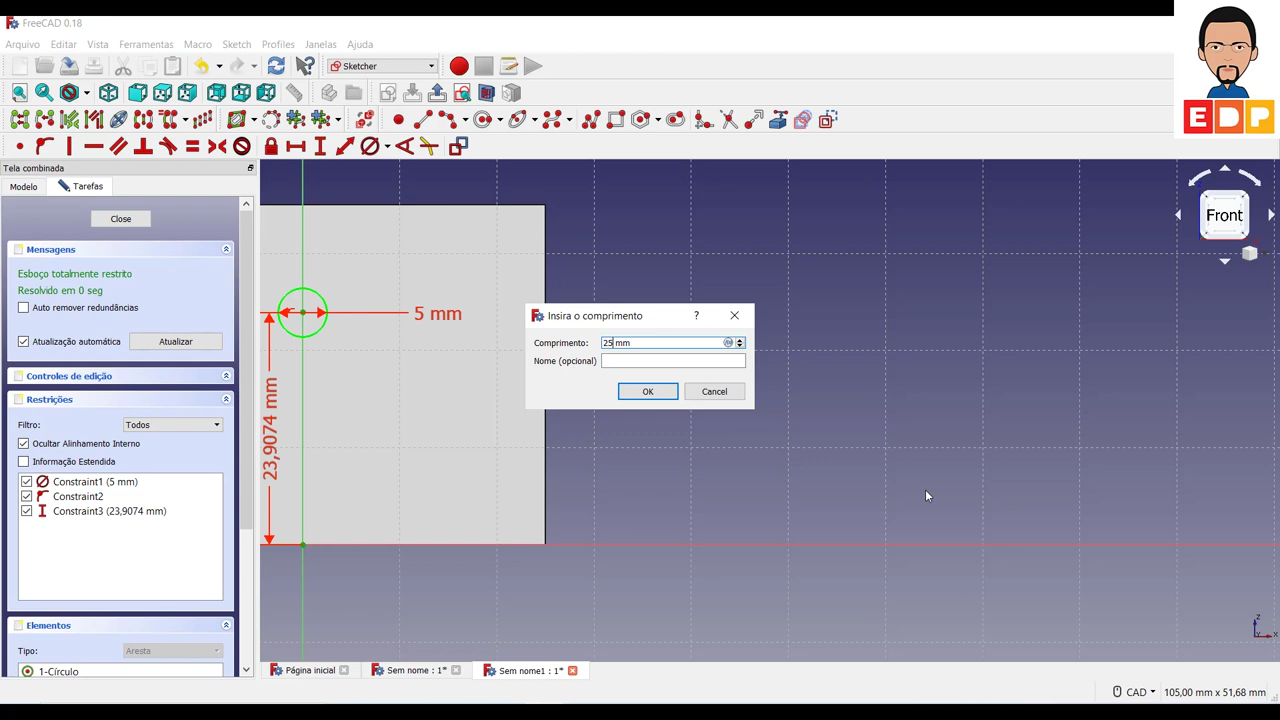 FreeCAD 0.18
Arquivo Editar Vista Ferramentas Macro Sketch Profiles Janelas Ajuda
Sketcher
EDP
Tela combinada
Modelo Tarefas
Close
Mensagens
Esboço totalmente restrito
Resolvido em 0 seg
Auto remover redundâncias
Atualização automática Atualizar
Controles de edição
Restrições
Filtro: Todos
Ocultar Alinhamento Interno
Informação Estendida
Constraint1 (5 mm)
Constraint2
Constraint3 (23,9074 mm)
Elementos
Tipo: Aresta
1-Círculo
5 mm
23,9074 mm
Insira o comprimento
Comprimento: 25 mm
Nome (opcional)
OK Cancel
Front
Z
X
Página inicial Sem nome : 1* Sem nome1 : 1*
CAD 105,00 mm x 51,68 mm